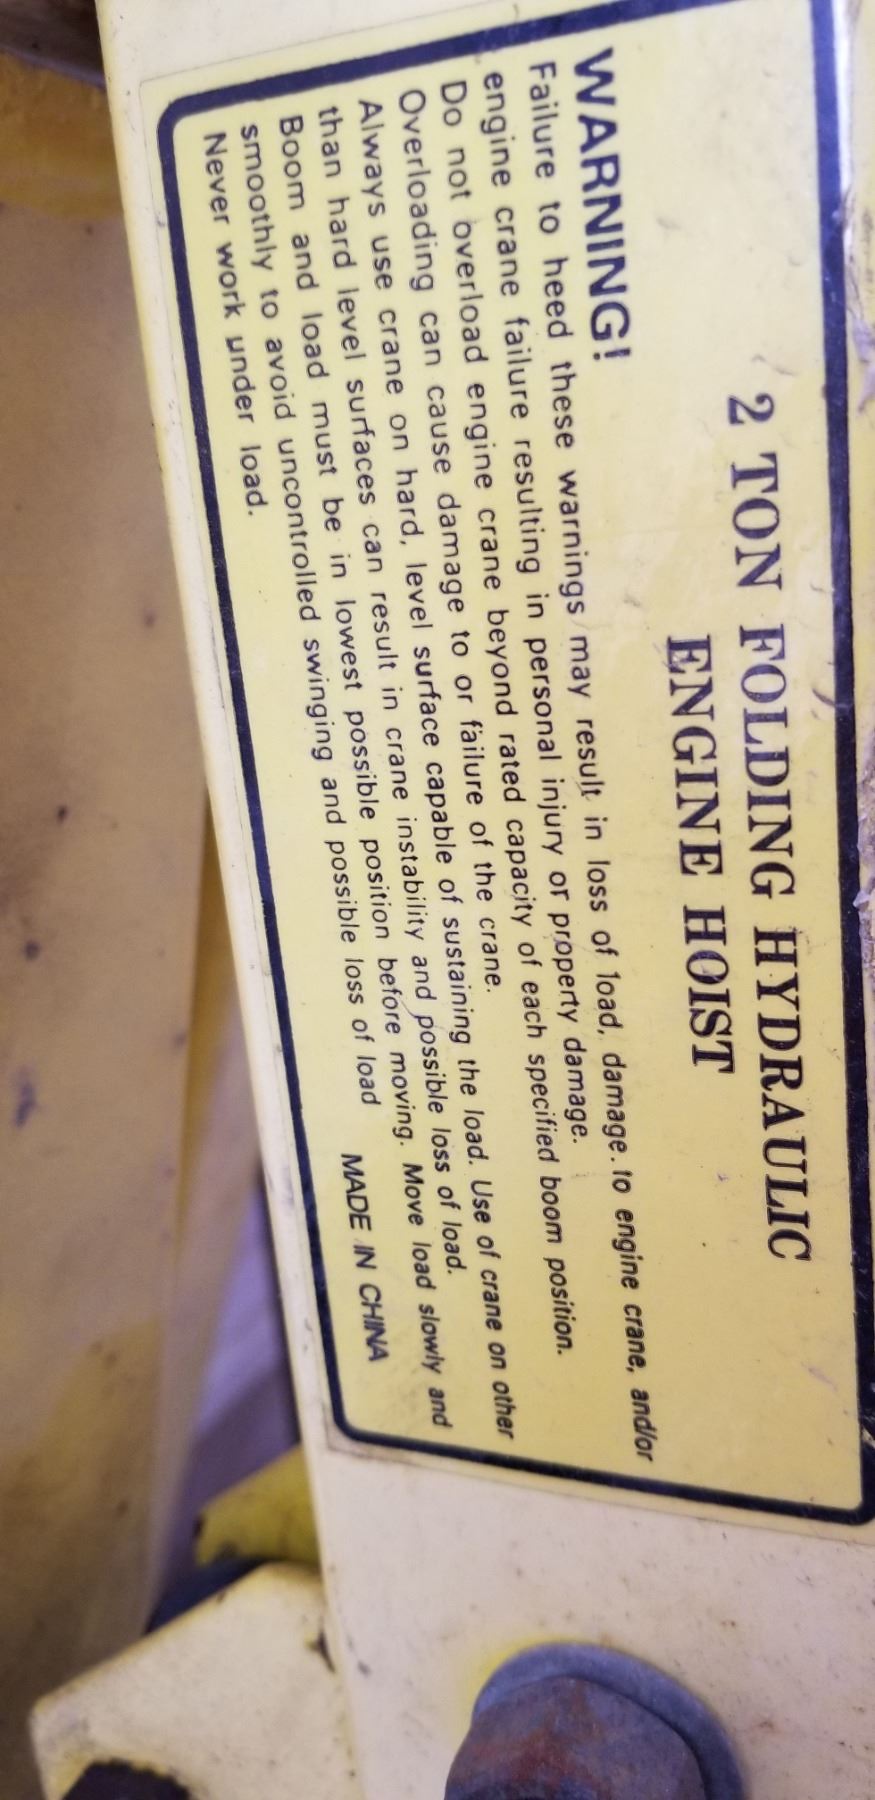 2 TON FOLDING HYDRAULIC
ENGINE HOIST
WARNING!
Failure to heed these warnings may result in loss of load, damage. to engine crane, and/or
engine crane failure resulting in personal injury or property damage.
Do not overload engine crane beyond rated capacity of each specified boom position.
Overloading can cause damage to or failure of the crane.
Always use crane on hard, level surface capable of sustaining the load. Use of crane on other
than hard level surfaces can result in crane instability and possible loss of load.
Boom and load must be in lowest possible position before moving. Move load slowly and
smoothly to avoid uncontrolled swinging and possible loss of load
Never work under load.
MADE IN CHINA